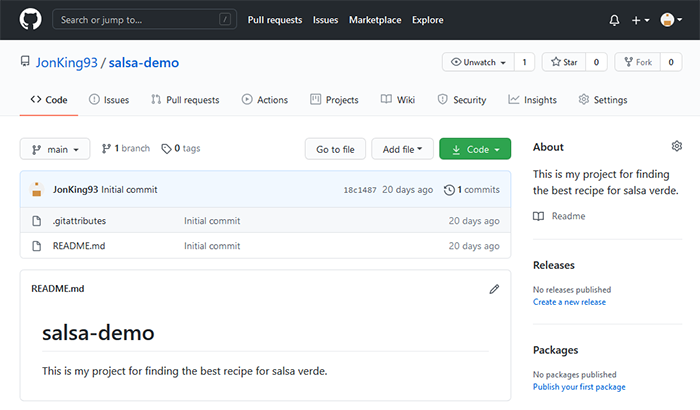 Search or jump to... /
Pull requests Issues Marketplace Explore
JonKing93 / salsa-demo
Unwatch 1 Star 0 Fork 0
Code Issues Pull requests Actions Projects Wiki Security Insights Settings
main 1 branch 0 tags Go to file Add file Code
JonKing93 Initial commit 18c1487 20 days ago 1 commits
.gitattributes Initial commit 20 days ago
README.md Initial commit 20 days ago
README.md
salsa-demo
This is my project for finding the best recipe for salsa verde.
About
This is my project for finding
the best recipe for salsa verde.
Readme
Releases
No releases published
Create a new release
Packages
No packages published
Publish your first package